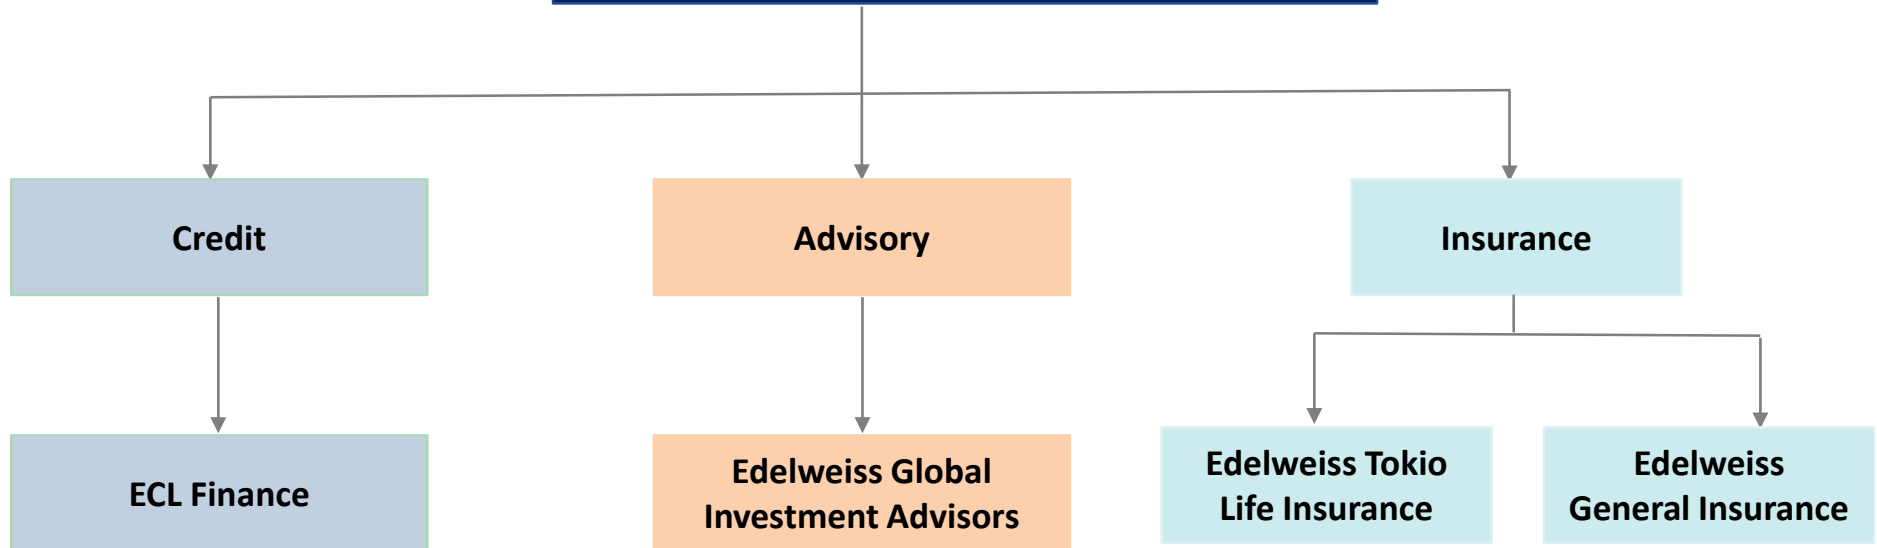 Credit
Advisory
Insurance
ECL Finance
Edelweiss Global
Investment Advisors
Edelweiss Tokio
Life Insurance
Edelweiss
General Insurance